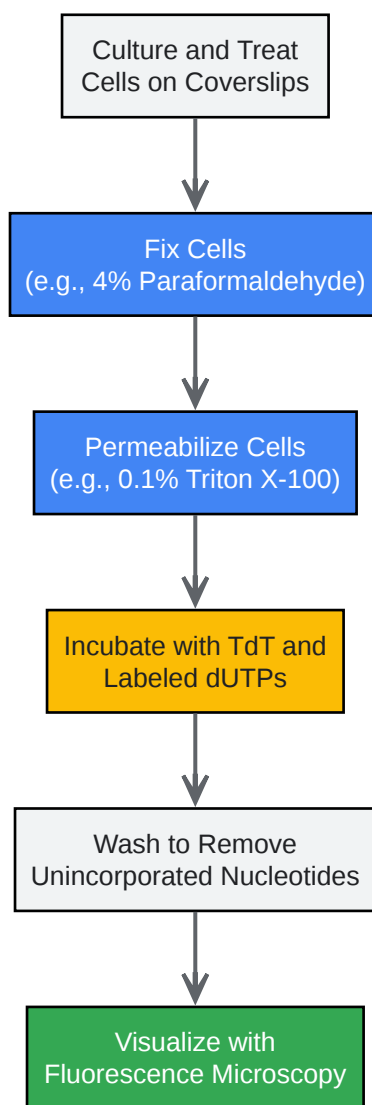 Culture and Treat
Cells on Coverslips
Fix Cells
(e.g., 4% Paraformaldehyde)
Permeabilize Cells
(e.g., 0.1% Triton X-100)
Incubate with TdT and
Labeled dUTPs
Wash to Remove
Unincorporated Nucleotides
Visualize with
Fluorescence Microscopy